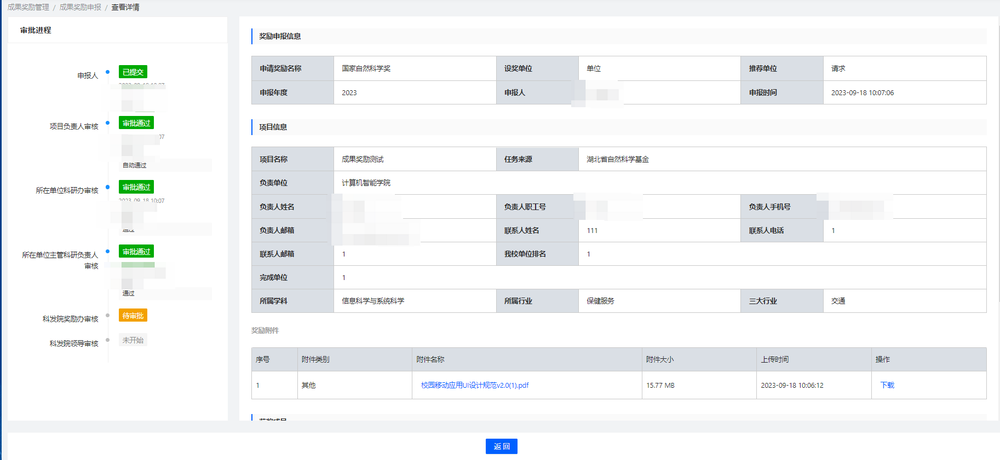 成果奖励管理 / 成果奖励申报 / 查看详情
审批进程
申报人 已提交
项目负责人审核 审批通过
自动通过
所在单位科研办审核 审批通过
2023-09-18 10:07
通过
所在单位主管科研负责人审核 审批通过
通过
科发院奖励办审核 待审批
科发院领导审核 未开始
奖励申报信息
申请奖励名称 国家自然科学奖 设奖单位 单位 推荐单位 请求
申报年度 2023 申报人 申报时间 2023-09-18 10:07:06
项目信息
项目名称 成果奖励测试 任务来源 湖北省自然科学基金
负责单位 计算机智能学院
负责人姓名 负责人职工号 负责人手机号
负责人邮箱 联系人姓名 111 联系人电话 1
联系人邮箱 1 我校单位排名 1
完成单位 1
所属学科 信息科学与系统科学 所属行业 保健服务 三大行业 交通
奖励附件
序号 附件类别 附件名称 附件大小 上传时间 操作
1 其他 校园移动应用UI设计规范v2.0(1).pdf 15.77 MB 2023-09-18 10:06:12 下载
返回